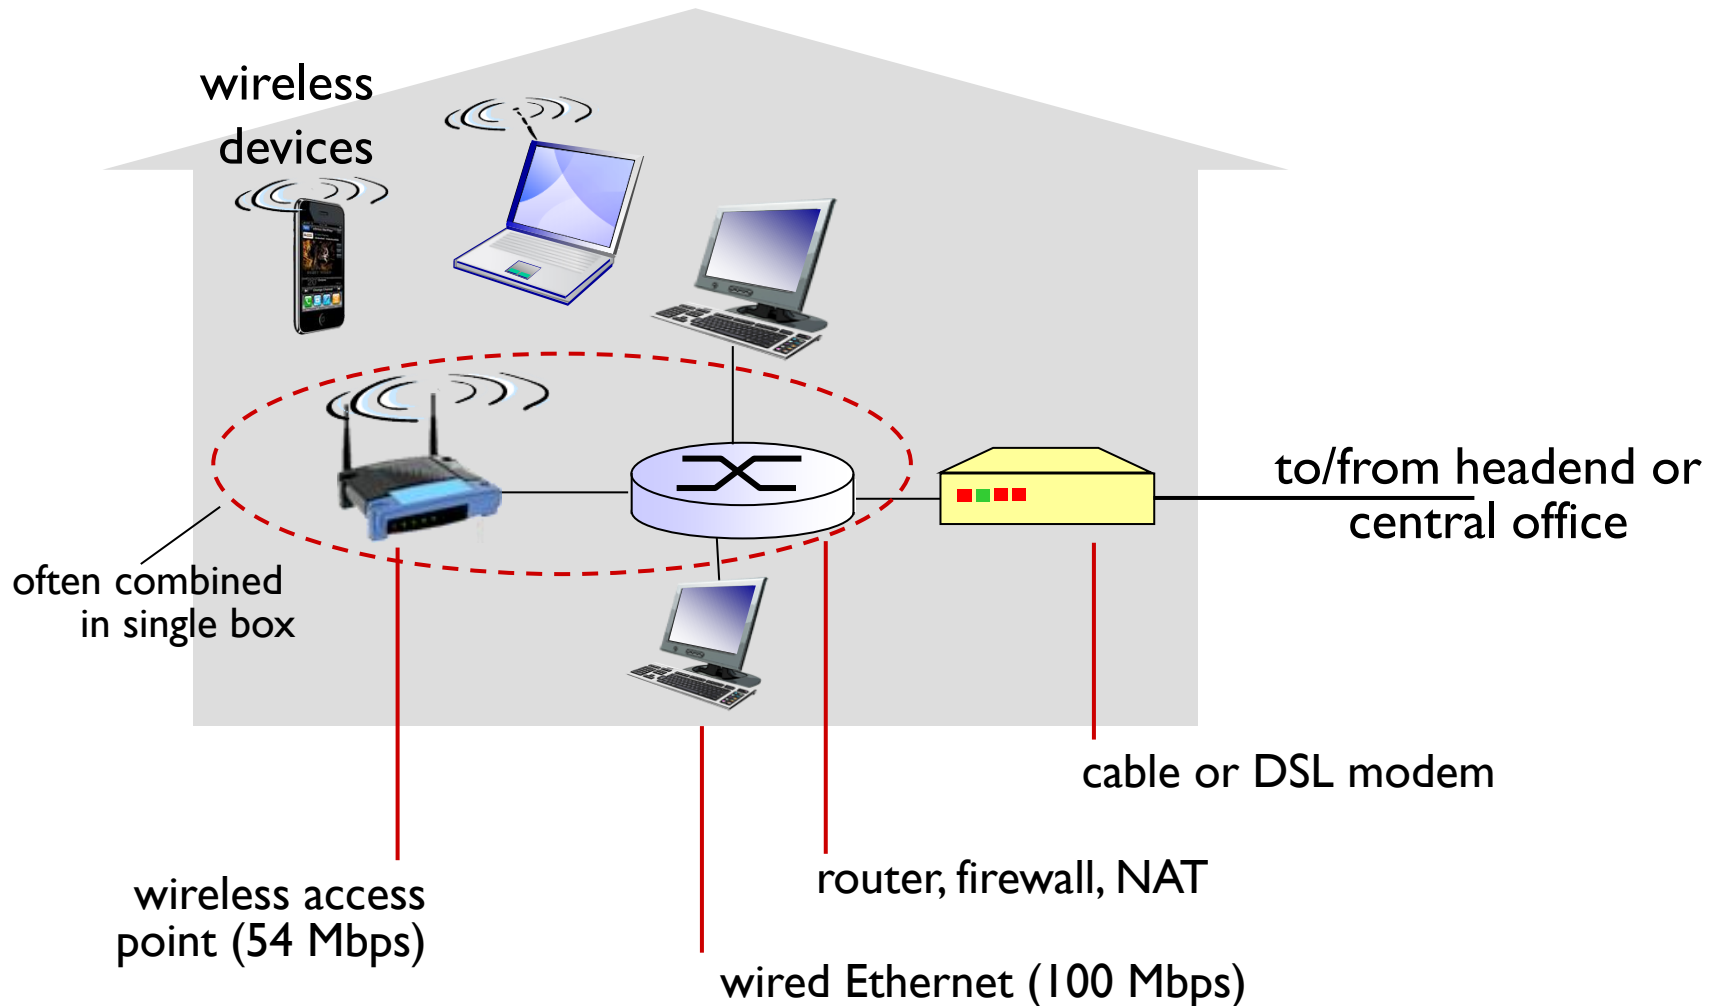 wireless
devices
to/from headend or
central office
often combined
in single box
cable or DSL modem
router, firewall, NAT
wireless access
point (54 Mbps)
wired Ethernet (100 Mbps)